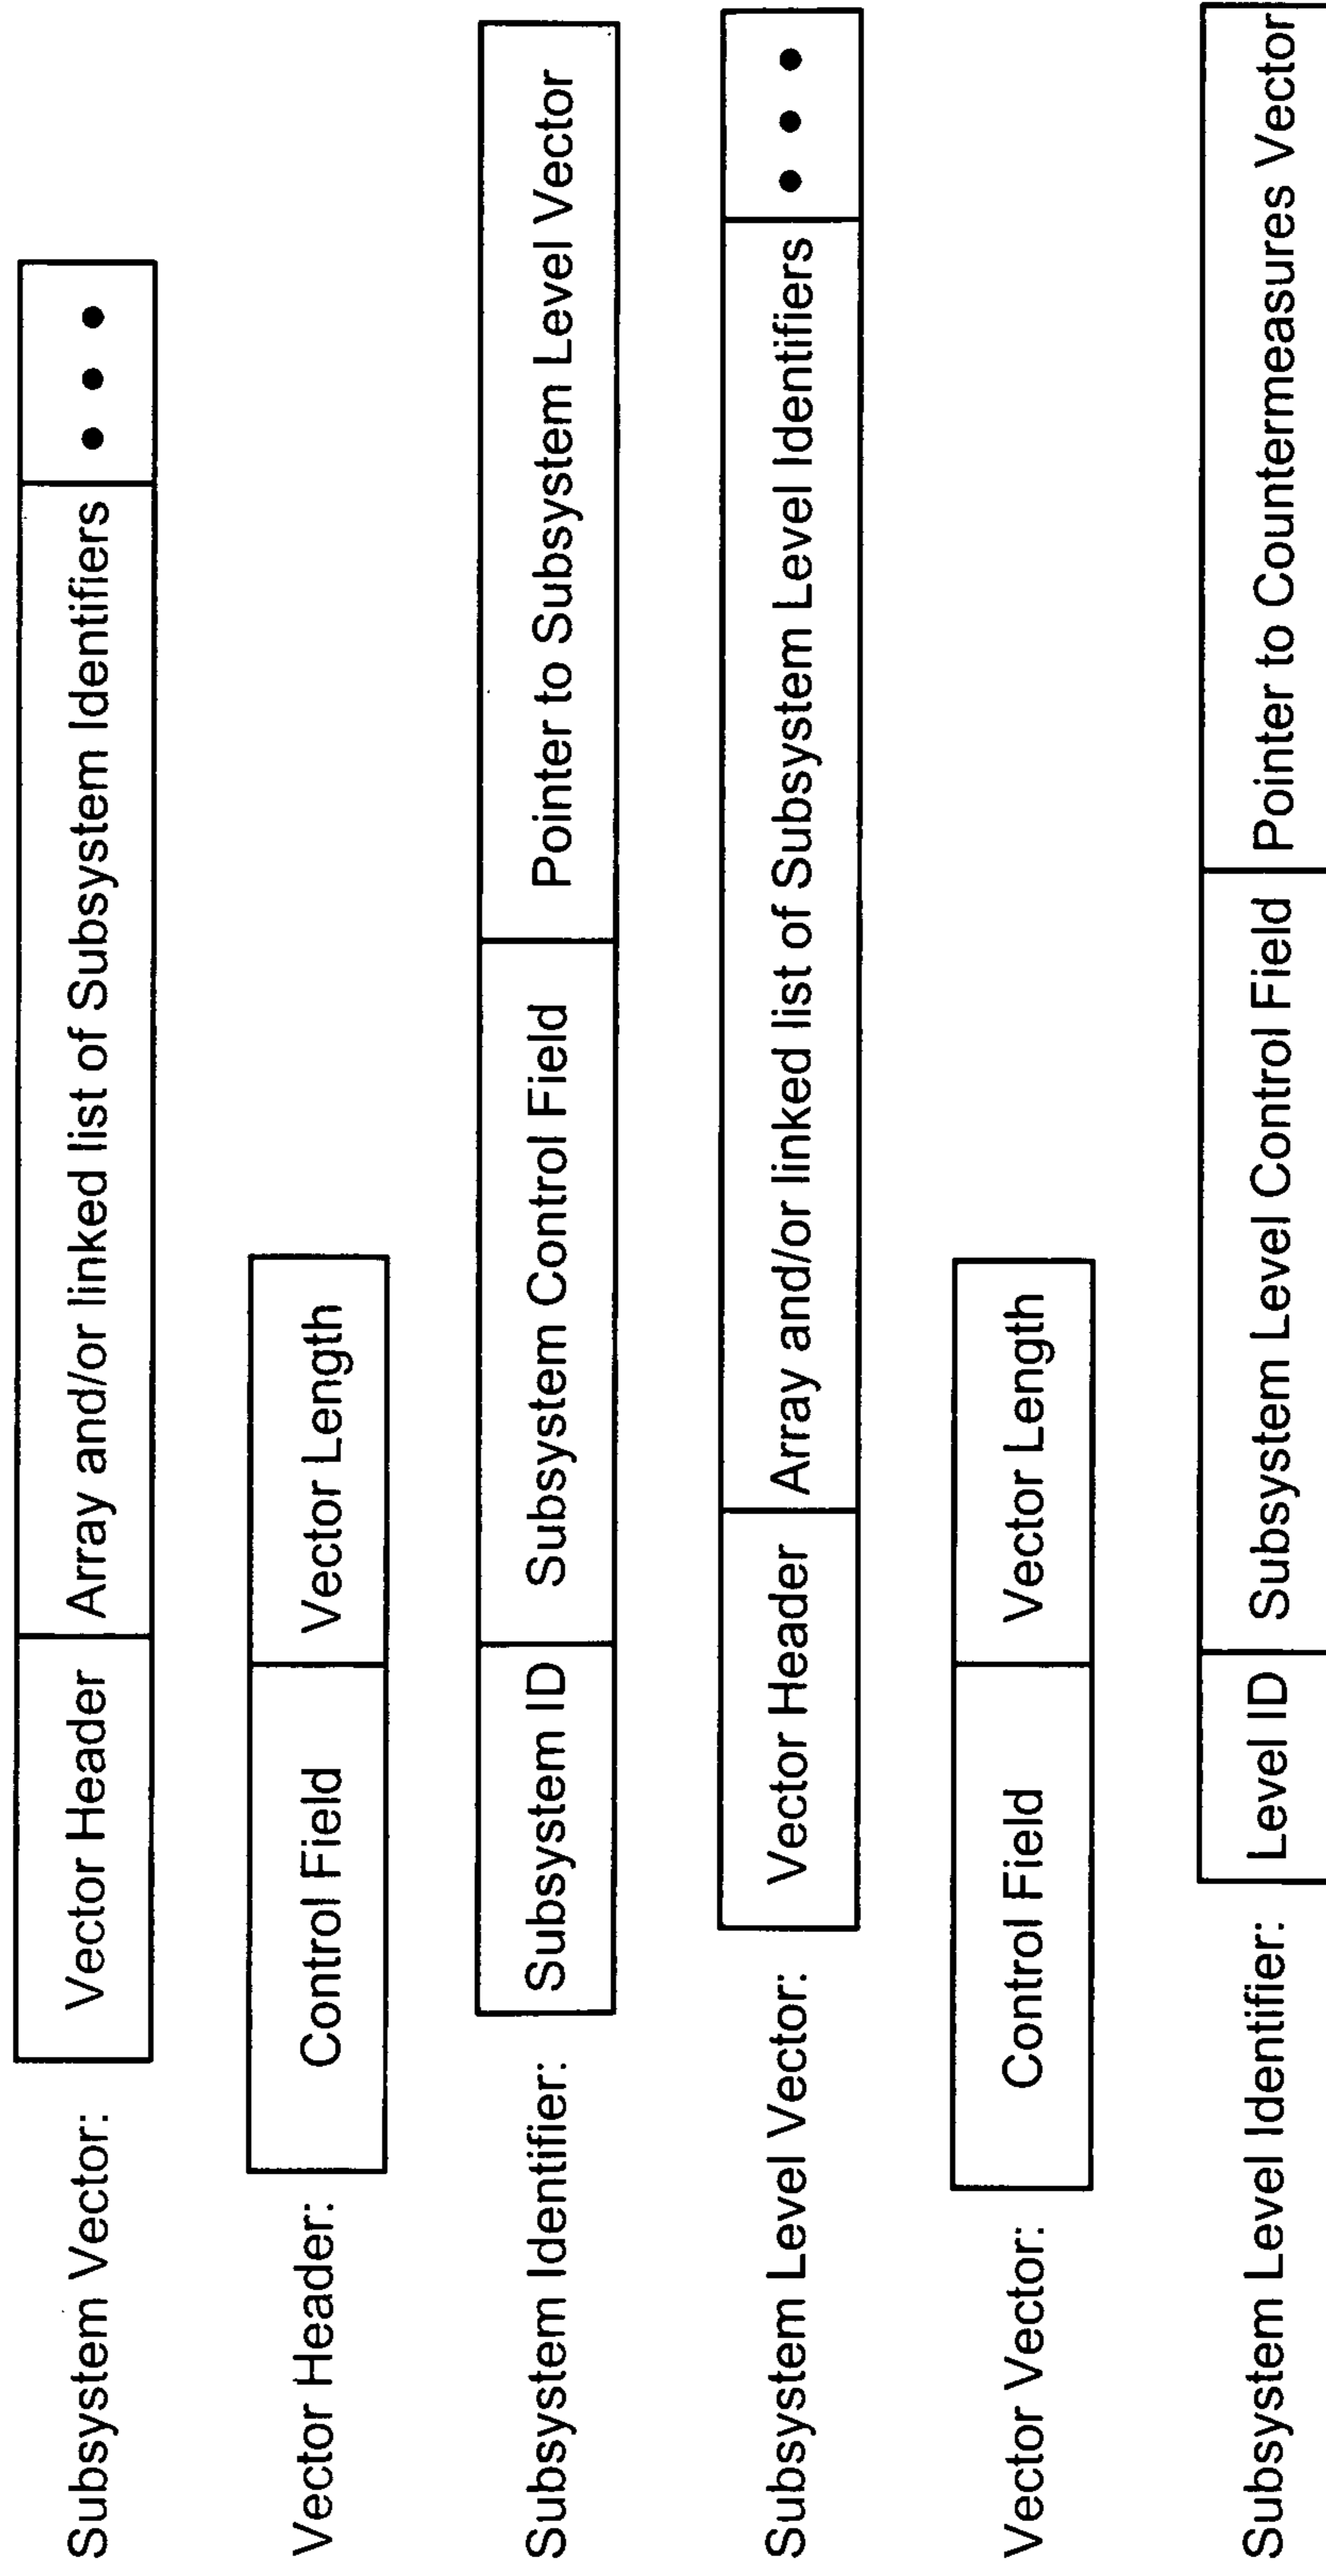 Subsystem Vector: Vector Header Array and/or linked list of Subsystem Identifiers • • •
Vector Header: Control Field Vector Length
Subsystem Identifier: Subsystem ID Subsystem Control Field Pointer to Subsystem Level Vector
Subsystem Level Vector: Vector Header Array and/or linked list of Subsystem Level Identifiers • • •
Vector Vector: Control Field Vector Length
Subsystem Level Identifier: Level ID Subsystem Level Control Field Pointer to Countermeasures Vector